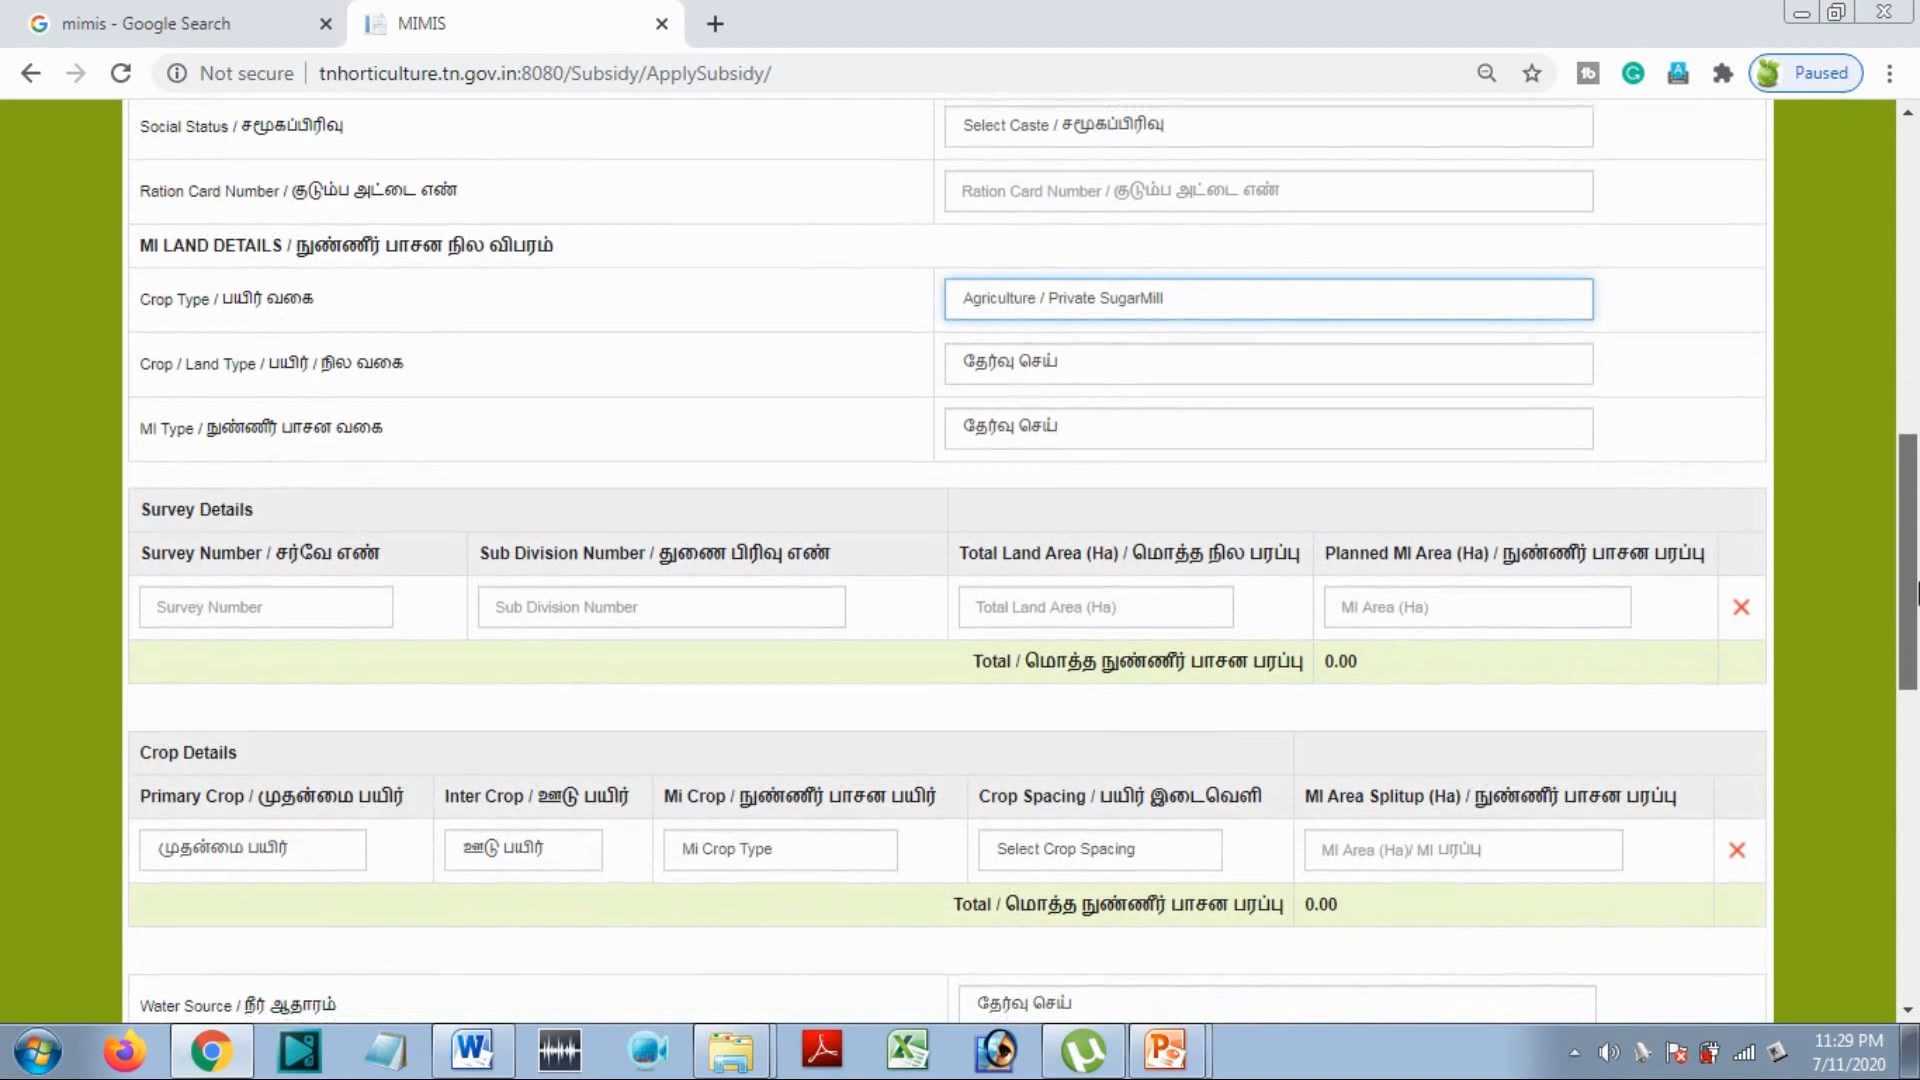 mimis - Google Search
MIMIS
Not secure
tnhorticulture.tn.gov.in:8080/Subsidy/ApplySubsidy/
Paused
Social Status / சமூகப்பிரிவு
Select Caste / சமூகப்பிரிவு
Ration Card Number / குடும்ப அட்டை எண்
Ration Card Number / குடும்ப அட்டை எண்
MI LAND DETAILS / நுண்ணீர் பாசன நில விபரம்
Crop Type / பயிர் வகை
Agriculture / Private SugarMill
Crop / Land Type / பயிர் / நில வகை
தேர்வு செய்
MI Type / நுண்ணீர் பாசன வகை
தேர்வு செய்
Survey Details
Survey Number / சர்வே எண்
Sub Division Number / துணை பிரிவு எண்
Total Land Area (Ha) / மொத்த நில பரப்பு
Planned MI Area (Ha) / நுண்ணீர் பாசன பரப்பு
Survey Number
Sub Division Number
Total Land Area (Ha)
MI Area (Ha)
Total / மொத்த நுண்ணீர் பாசன பரப்பு
0.00
Crop Details
Primary Crop / முதன்மை பயிர்
Inter Crop / ஊடு பயிர்
Mi Crop / நுண்ணீர் பாசன பயிர்
Crop Spacing / பயிர் இடைவெளி
MI Area Splitup (Ha) / நுண்ணீர் பாசன பரப்பு
முதன்மை பயிர்
ஊடு பயிர்
Mi Crop Type
Select Crop Spacing
MI Area (Ha)/ MI பரப்பு
Total / மொத்த நுண்ணீர் பாசன பரப்பு
0.00
Water Source / நீர் ஆதாரம்
தேர்வு செய்
11:29 PM
7/11/2020